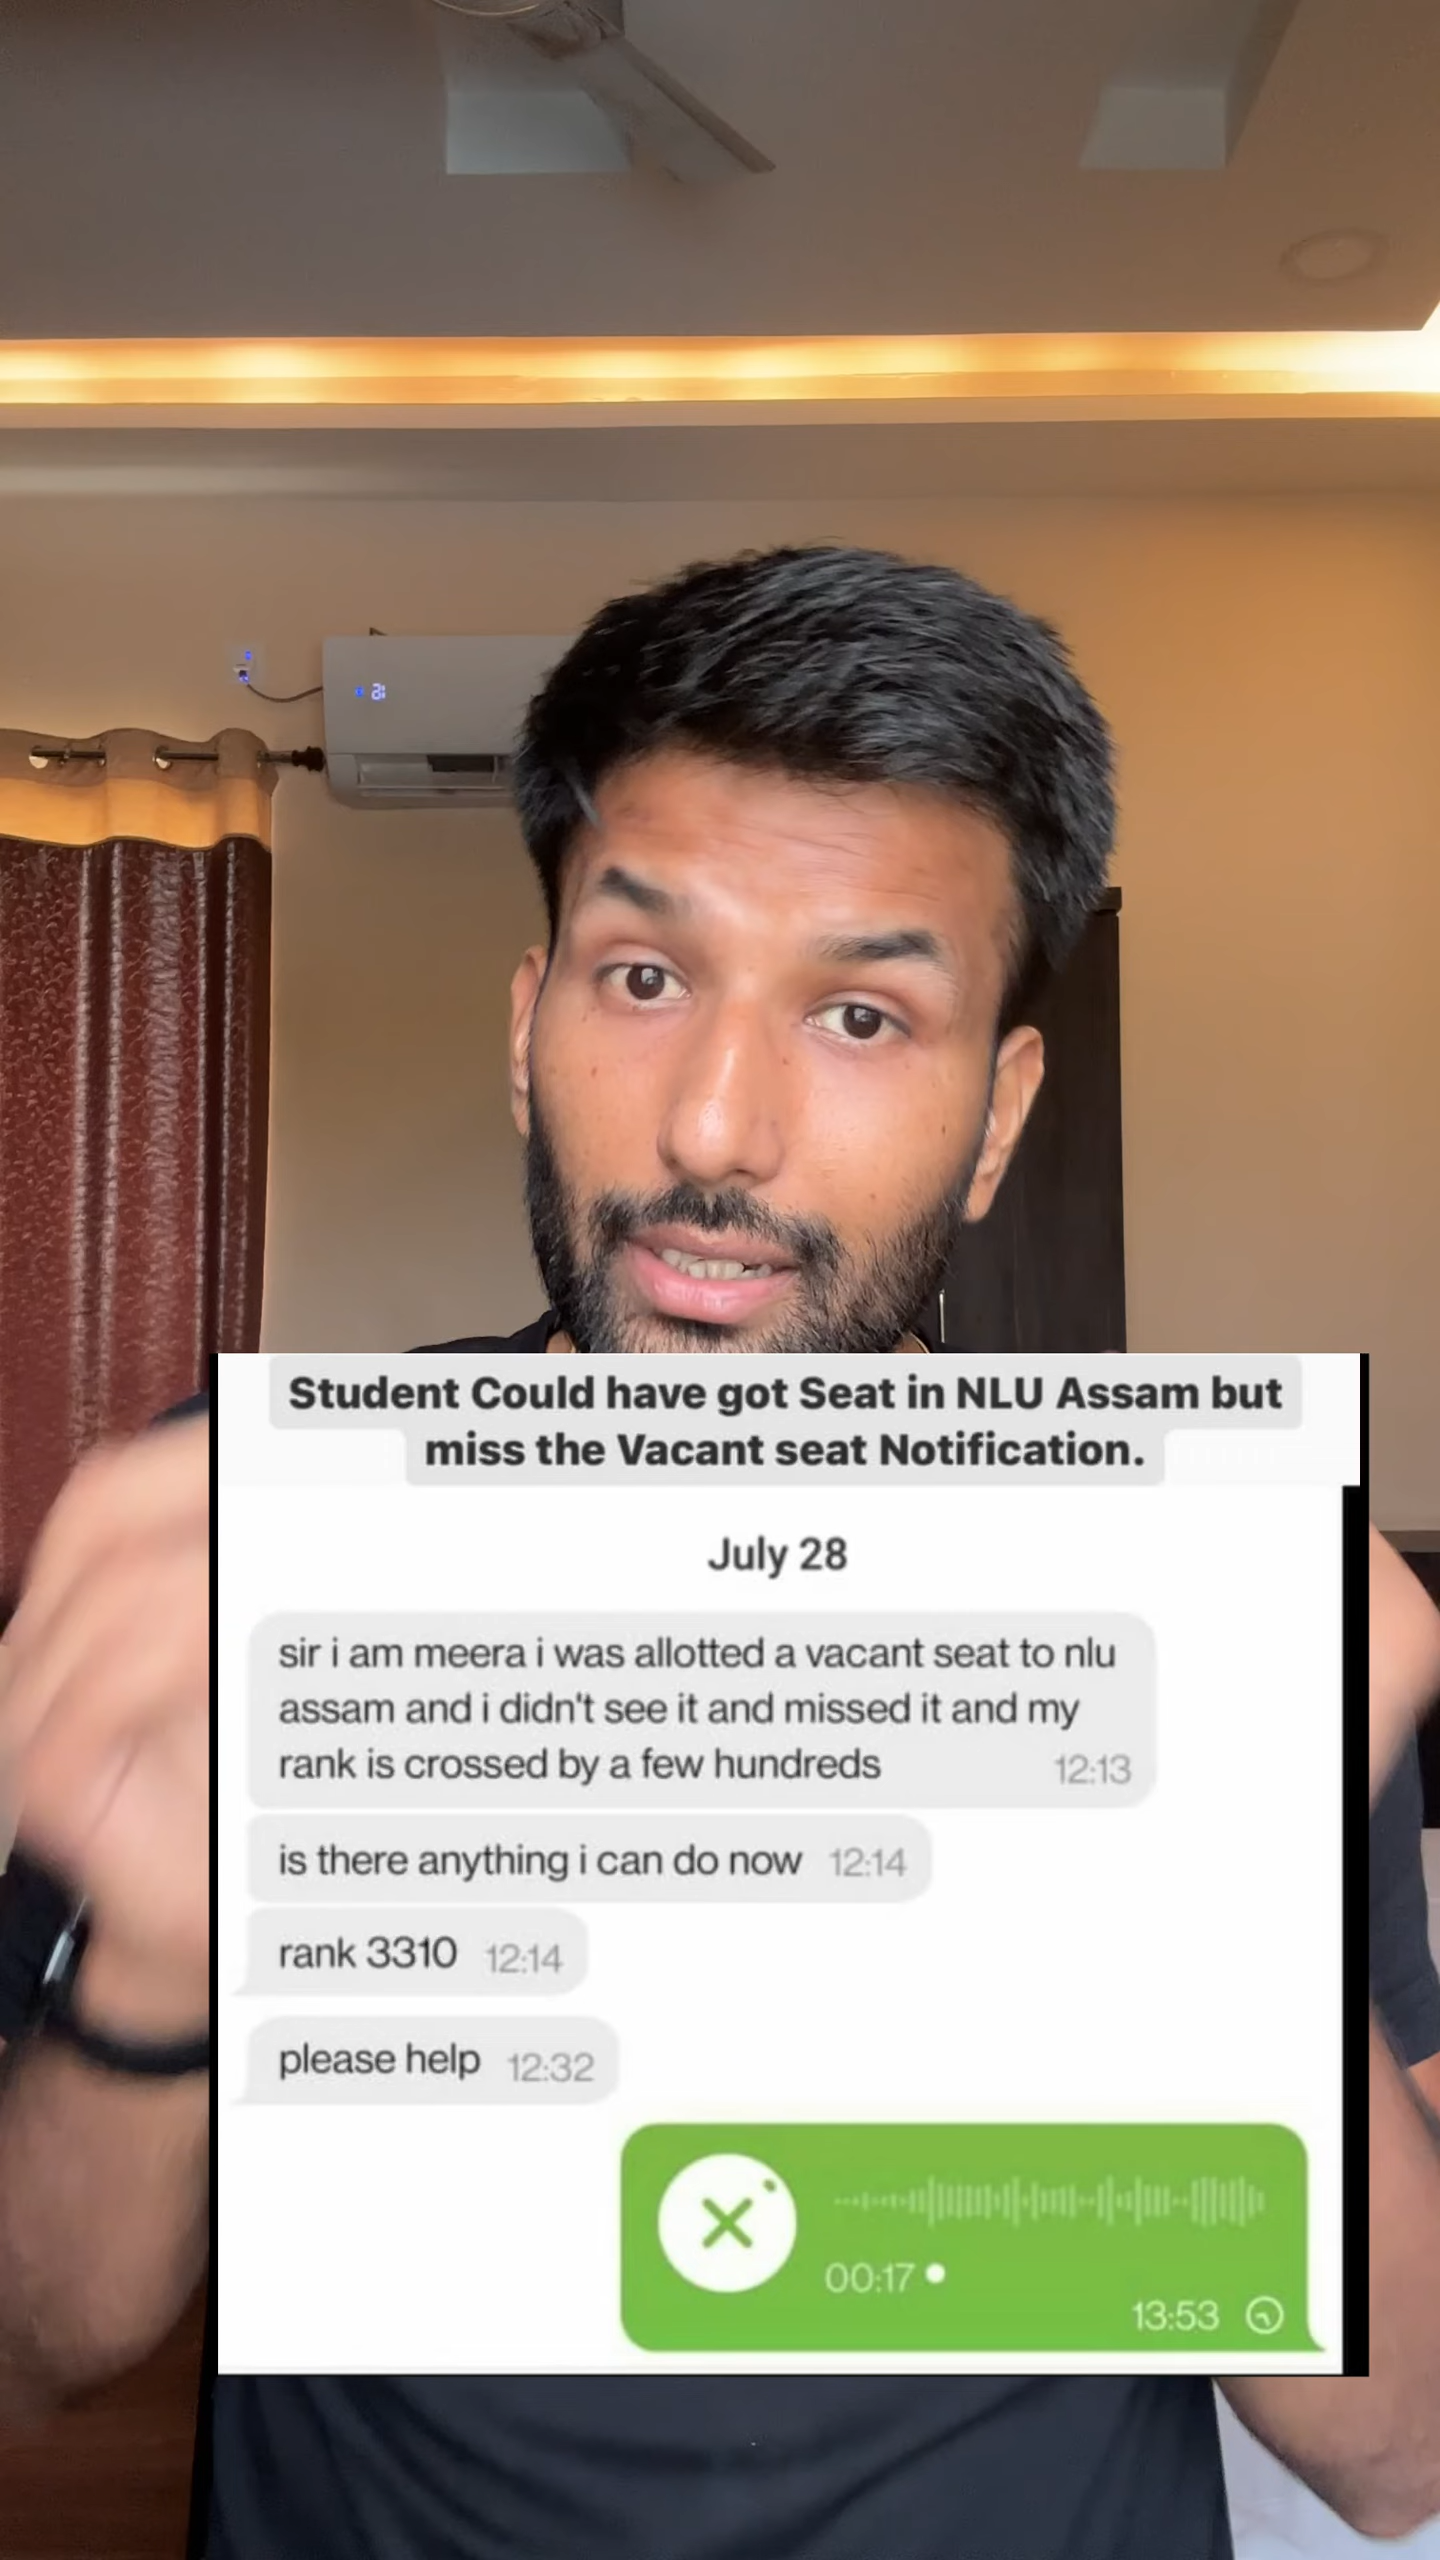 Student Could have got Seat in NLU Assam but
miss the Vacant seat Notification.
July 28
sir i am meera i was allotted a vacant seat to nlu
assam and i didn't see it and missed it and my
rank is crossed by a few hundreds 12:13
is there anything i can do now 12:14
rank 3310 12:14
please help 12:32
00:17
13:53